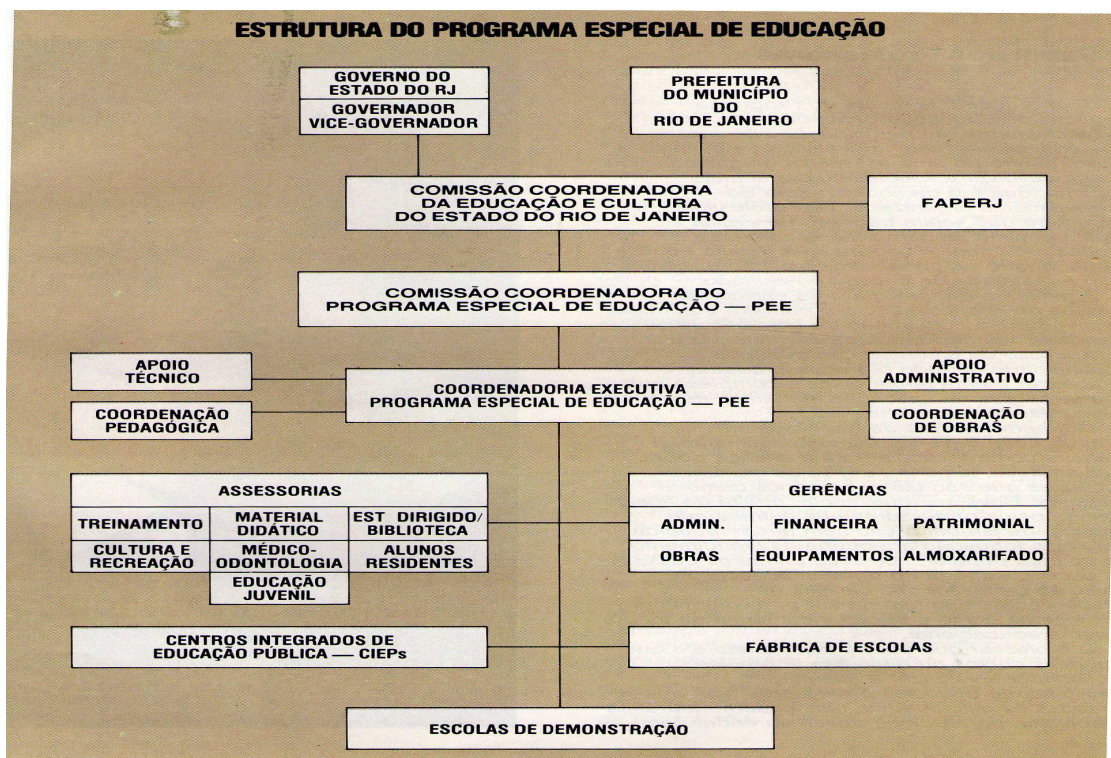 ESTRUTURA DO PROGRAMA ESPECIAL DE EDUCAÇÃO
GOVERNO DO
ESTADO DO RJ
GOVERNADOR
VICE-GOVERNADOR
PREFEITURA
DO MUNICÍPIO
DO
RIO DE JANEIRO
COMISSÃO COORDENADORA
DA EDUCAÇÃO E CULTURA
DO ESTADO DO RIO DE JANEIRO
FAPERJ
COMISSÃO COORDENADORA DO
PROGRAMA ESPECIAL DE EDUCAÇÃO — PEE
APOIO
TÉCNICO
COORDENAÇÃO
PEDAGÓGICA
COORDENADORIA EXECUTIVA
PROGRAMA ESPECIAL DE EDUCAÇÃO — PEE
APOIO
ADMINISTRATIVO
COORDENAÇÃO
DE OBRAS
ASSESSORIAS
TREINAMENTO
MATERIAL
DIDÁTICO
EST DIRIGIDO/
BIBLIOTECA
CULTURA E
RECREAÇÃO
MÉDICO-
ODONTOLOGIA
ALUNOS
RESIDENTES
EDUCAÇÃO
JUVENIL
GERÊNCIAS
ADMIN.
FINANCEIRA
PATRIMONIAL
OBRAS
EQUIPAMENTOS
ALMOXARIFADO
CENTROS INTEGRADOS DE
EDUCAÇÃO PÚBLICA — CIEPs
FÁBRICA DE ESCOLAS
ESCOLAS DE DEMONSTRAÇÃO